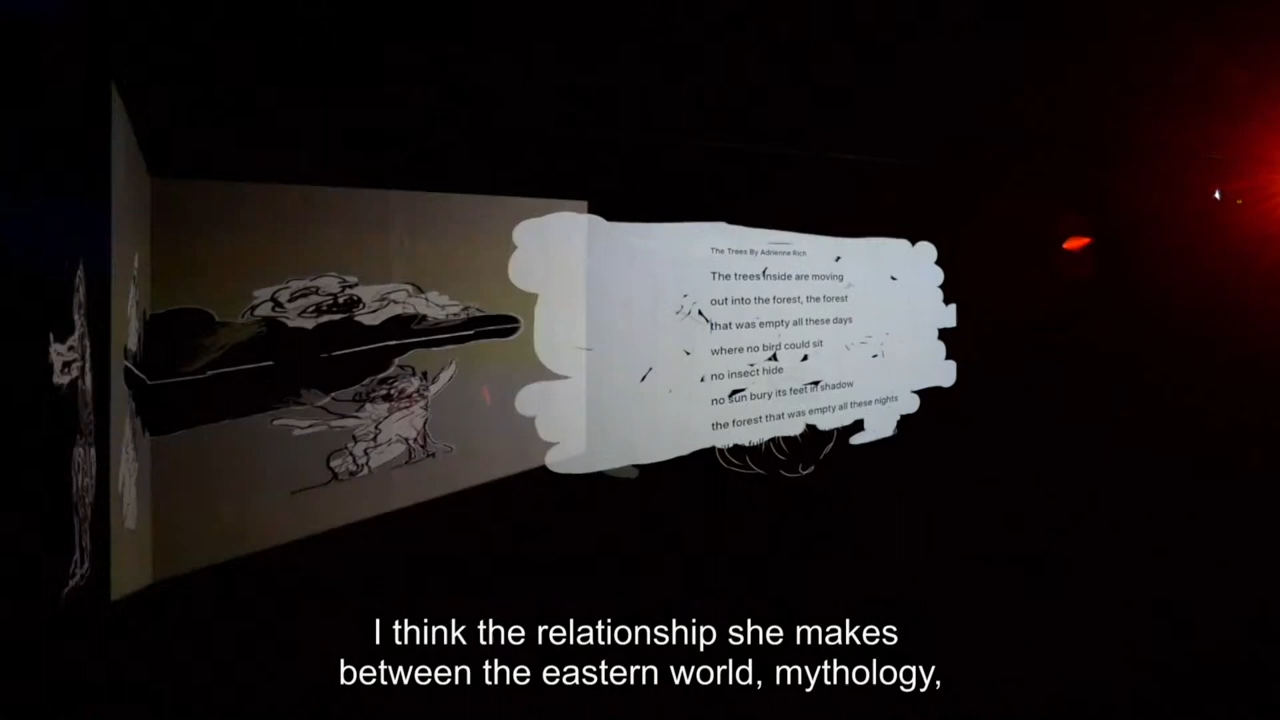 The Trees By Adrienne Rich
The trees inside are moving
out into the forest, the forest
that was empty all these days
where no bird could sit
no insect hide
no sun bury its feet in shadow
the forest that was empty all these nights
I think the relationship she makes
between the eastern world, mythology,